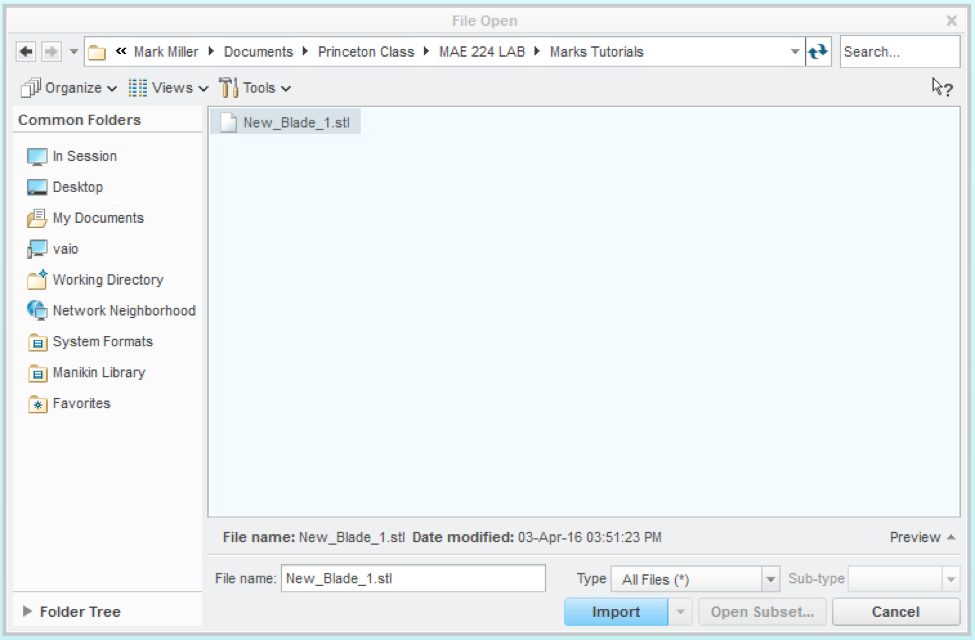 File Open
« Mark Miller Documents Princeton Class MAE 224 LAB Marks Tutorials Search...
Organize Views Tools
Common Folders
New_Blade_1.stl
In Session
Desktop
My Documents
vaio
Working Directory
Network Neighborhood
System Formats
Manikin Library
Favorites
File name: New_Blade_1.stl Date modified: 03-Apr-16 03:51:23 PM Preview
File name: New_Blade_1.stl Type All Files (*) Sub-type
Folder Tree
Import Open Subset... Cancel